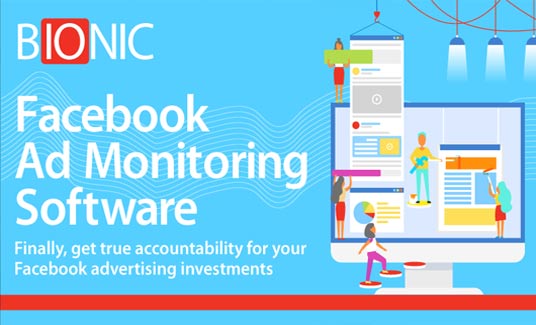 BIONIC
Facebook
Ad Monitoring
Software
Finally, get true accountability for your
Facebook advertising investments